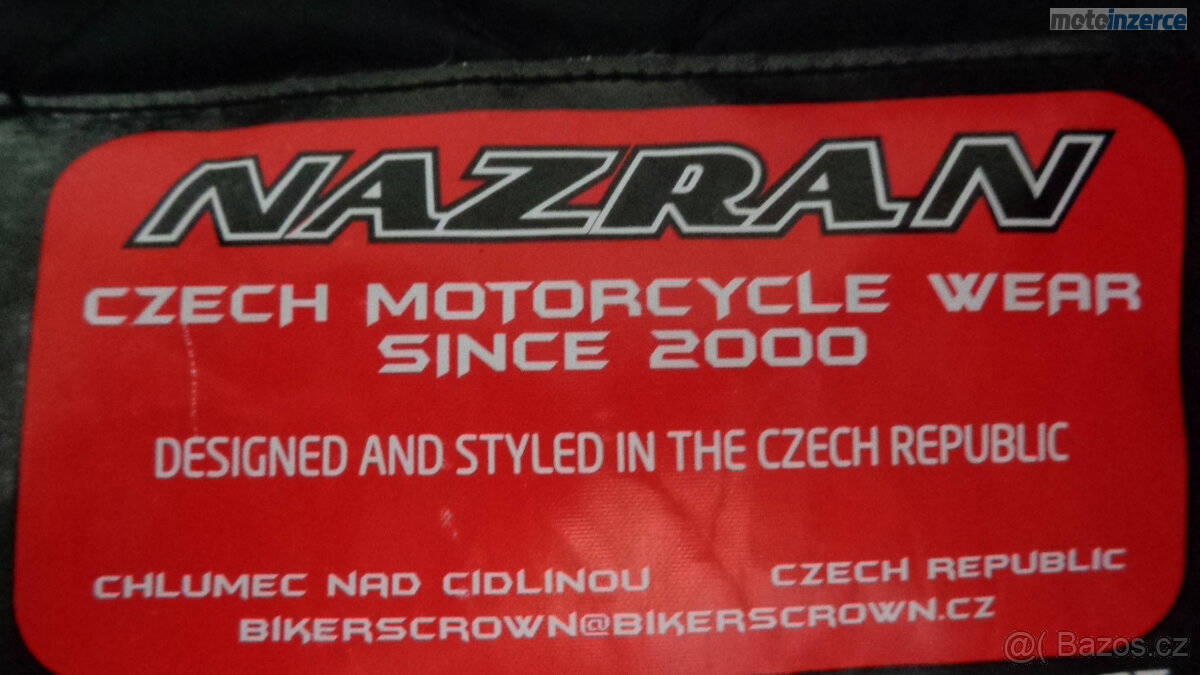 motoinzerce
NAZRAN
CZECH MOTORCYCLE WEAR
SINCE 2000
DESIGNED AND STYLED IN THE CZECH REPUBLIC
CHLUMEC NAD CIDLINOU CZECH REPUBLIC
BIKERSCROWN@BIKERSCROWN.CZ
@( Bazos.cz